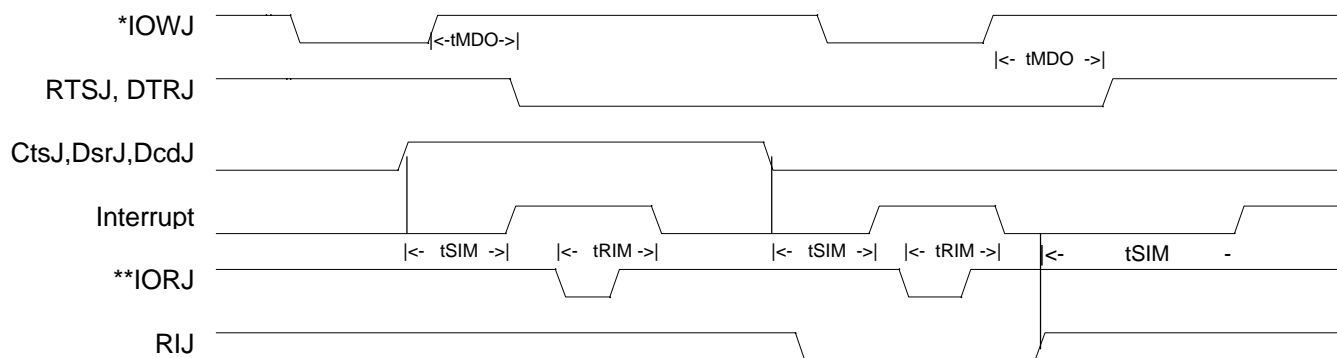 *IOWJ
|<-tMDO->|
|<- tMDO ->|
RTSJ, DTRJ
CtsJ,DsrJ,DcdJ
Interrupt
|<- tSIM ->| |<- tRIM ->| |<- tSIM ->| |<- tRIM ->| |<- tSIM -
**IORJ
RIJ